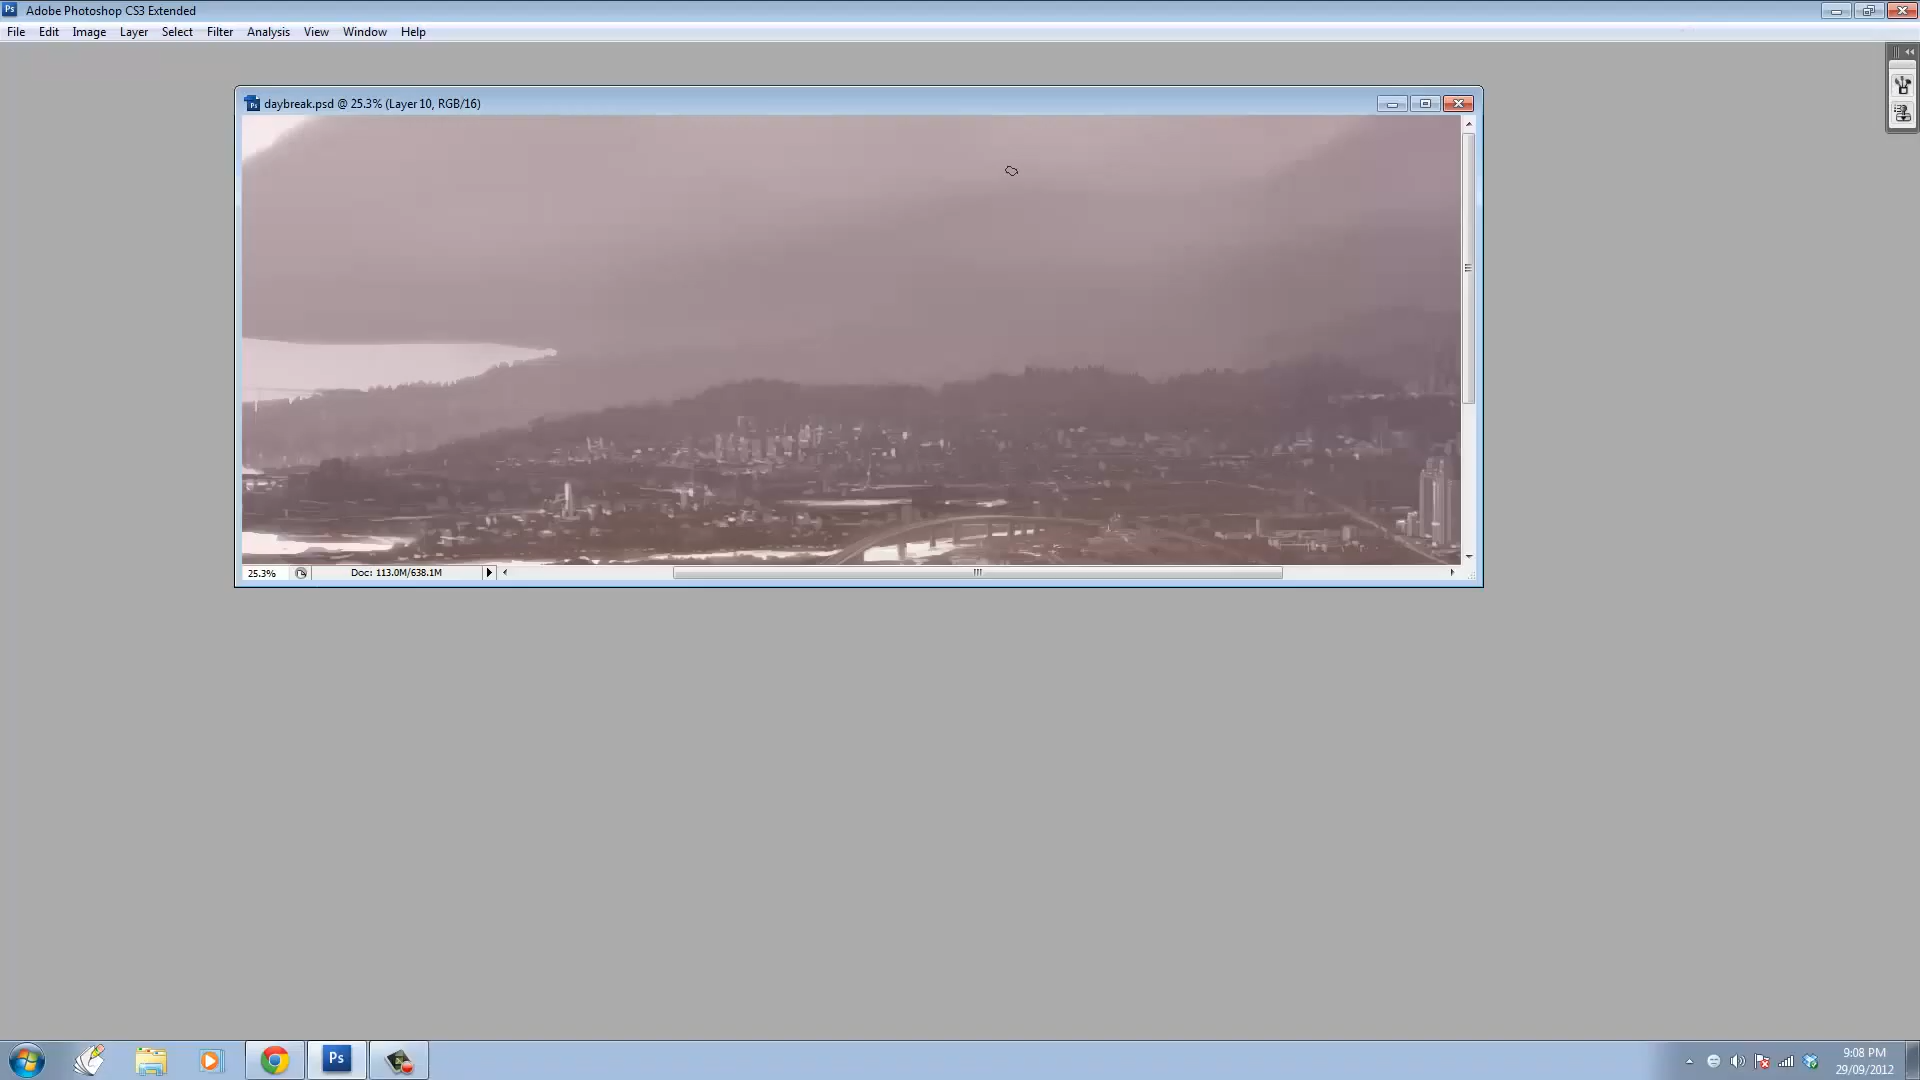 Ps Adobe Photoshop CS3 Extended
File Edit Image Layer Select Filter Analysis View Window Help
daybreak.psd @ 25.3% (Layer 10, RGB/16)
25.3% Doc: 113.0M/638.1M
Ps
9:08 PM
29/09/2012